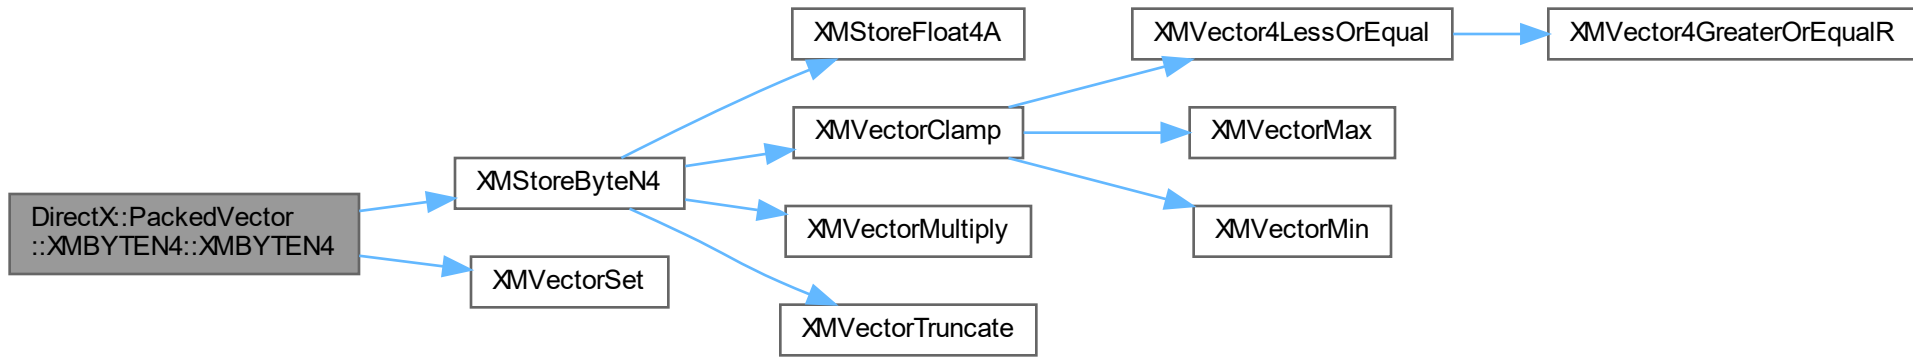 DirectX::PackedVector
::XMBYTEN4::XMBYTEN4
XMStoreByteN4
XMVectorSet
XMStoreFloat4A
XMVectorClamp
XMVectorMultiply
XMVectorTruncate
XMVector4LessOrEqual
XMVectorMax
XMVectorMin
XMVector4GreaterOrEqualR